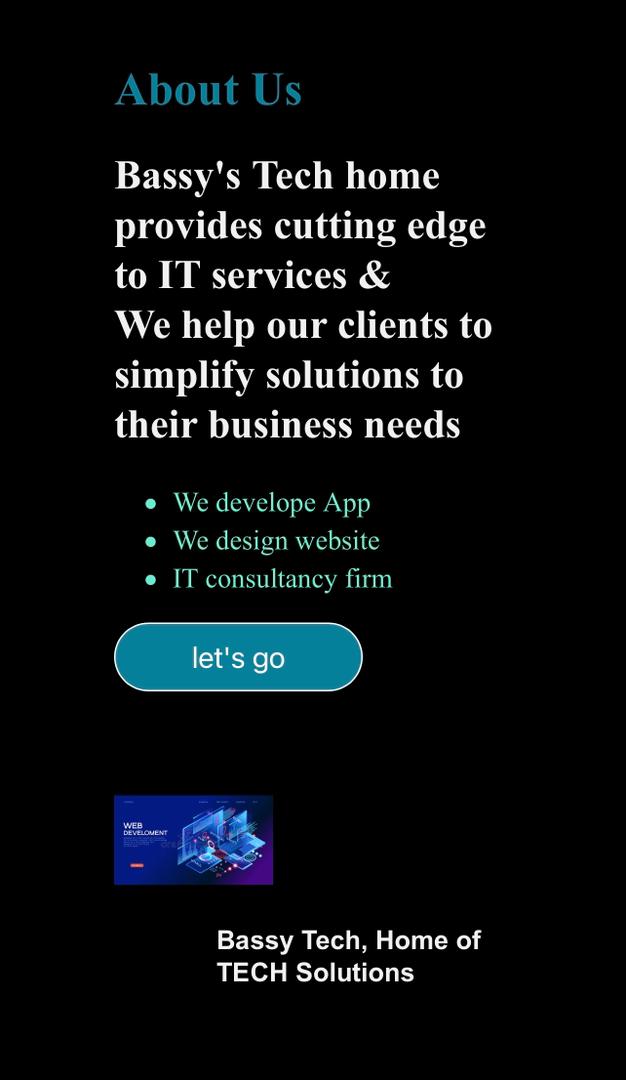 About Us
Bassy's Tech home
provides cutting edge
to IT services &
We help our clients to
simplify solutions to
their business needs
We develope App
We design website
IT consultancy firm
let's go
WEB
DEVELOMENT
Bassy Tech, Home of
TECH Solutions